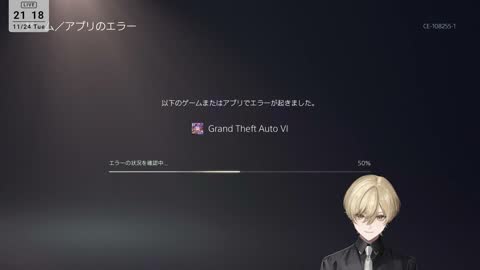 LIVE
21 18
11/24 Tue
ム／アプリのエラー
CE-108255-1
以下のゲームまたはアプリでエラーが起きました。
Grand Theft Auto VI
エラーの状況を確認中...
50%